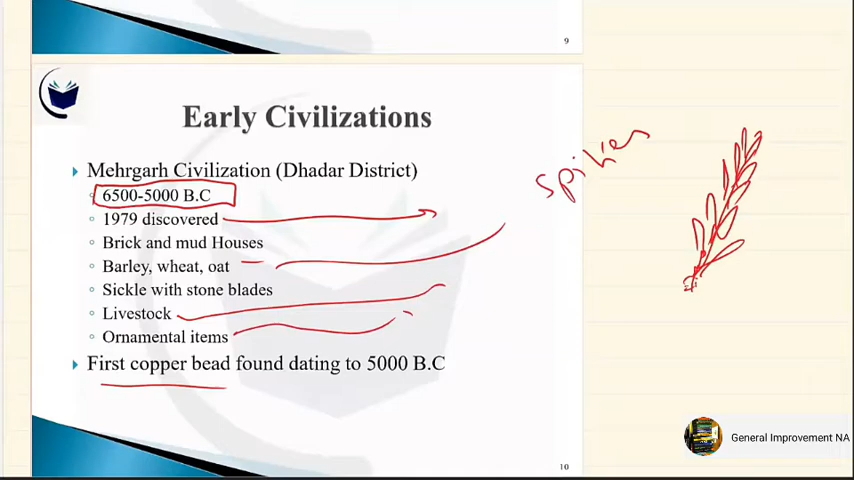 9
Early Civilizations
Mehrgarh Civilization (Dhadar District)
6500-5000 B.C
1979 discovered
Brick and mud Houses
Barley, wheat, oat
Sickle with stone blades
Livestock
Ornamental items
First copper bead found dating to 5000 B.C
spikes
General Improvement NA
10